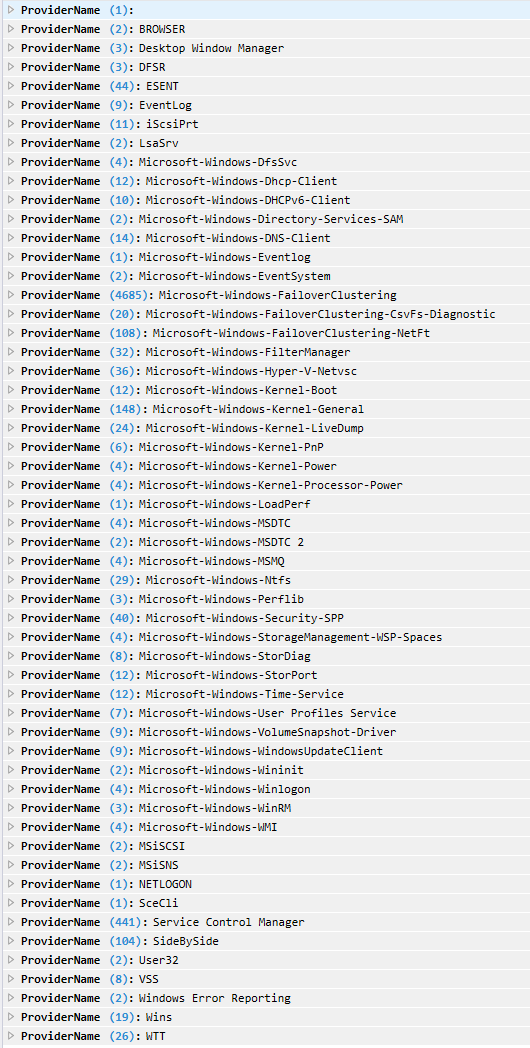 ProviderName (1):
ProviderName (2): BROWSER
ProviderName (3): Desktop Window Manager
ProviderName (3): DFSR
ProviderName (44): ESENT
ProviderName (9): EventLog
ProviderName (11): iScsiPrt
ProviderName (2): LsaSrv
ProviderName (4): Microsoft-Windows-DfsSvc
ProviderName (12): Microsoft-Windows-Dhcp-Client
ProviderName (10): Microsoft-Windows-DHCPv6-Client
ProviderName (2): Microsoft-Windows-Directory-Services-SAM
ProviderName (14): Microsoft-Windows-DNS-Client
ProviderName (1): Microsoft-Windows-Eventlog
ProviderName (2): Microsoft-Windows-EventSystem
ProviderName (4685): Microsoft-Windows-FailoverClustering
ProviderName (20): Microsoft-Windows-FailoverClustering-CsvFs-Diagnostic
ProviderName (108): Microsoft-Windows-FailoverClustering-NetFt
ProviderName (32): Microsoft-Windows-FilterManager
ProviderName (36): Microsoft-Windows-Hyper-V-Netvsc
ProviderName (12): Microsoft-Windows-Kernel-Boot
ProviderName (148): Microsoft-Windows-Kernel-General
ProviderName (24): Microsoft-Windows-Kernel-LiveDump
ProviderName (6): Microsoft-Windows-Kernel-PnP
ProviderName (4): Microsoft-Windows-Kernel-Power
ProviderName (4): Microsoft-Windows-Kernel-Processor-Power
ProviderName (1): Microsoft-Windows-LoadPerf
ProviderName (4): Microsoft-Windows-MSDTC
ProviderName (2): Microsoft-Windows-MSDTC 2
ProviderName (4): Microsoft-Windows-MSMQ
ProviderName (29): Microsoft-Windows-Ntfs
ProviderName (3): Microsoft-Windows-Perflib
ProviderName (40): Microsoft-Windows-Security-SPP
ProviderName (4): Microsoft-Windows-StorageManagement-WSP-Spaces
ProviderName (8): Microsoft-Windows-StorDiag
ProviderName (12): Microsoft-Windows-StorPort
ProviderName (12): Microsoft-Windows-Time-Service
ProviderName (7): Microsoft-Windows-User Profiles Service
ProviderName (9): Microsoft-Windows-VolumeSnapshot-Driver
ProviderName (9): Microsoft-Windows-WindowsUpdateClient
ProviderName (2): Microsoft-Windows-Wininit
ProviderName (4): Microsoft-Windows-Winlogon
ProviderName (3): Microsoft-Windows-WinRM
ProviderName (4): Microsoft-Windows-WMI
ProviderName (2): MSiSCSI
ProviderName (2): MSiSNS
ProviderName (1): NETLOGON
ProviderName (1): SceCli
ProviderName (441): Service Control Manager
ProviderName (104): SideBySide
ProviderName (2): User32
ProviderName (8): VSS
ProviderName (2): Windows Error Reporting
ProviderName (19): Wins
ProviderName (26): WTT